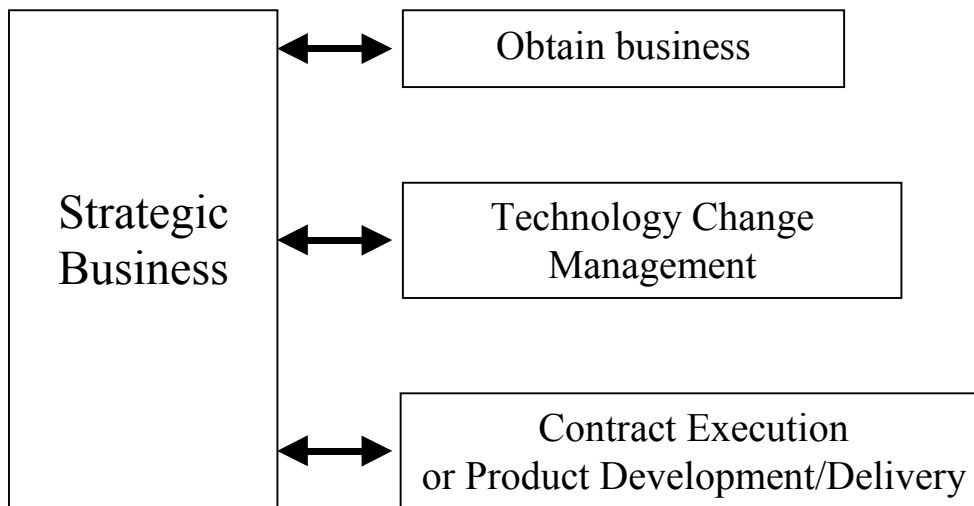 Obtain business
Strategic
Business
Technology Change
Management
Contract Execution
or Product Development/Delivery